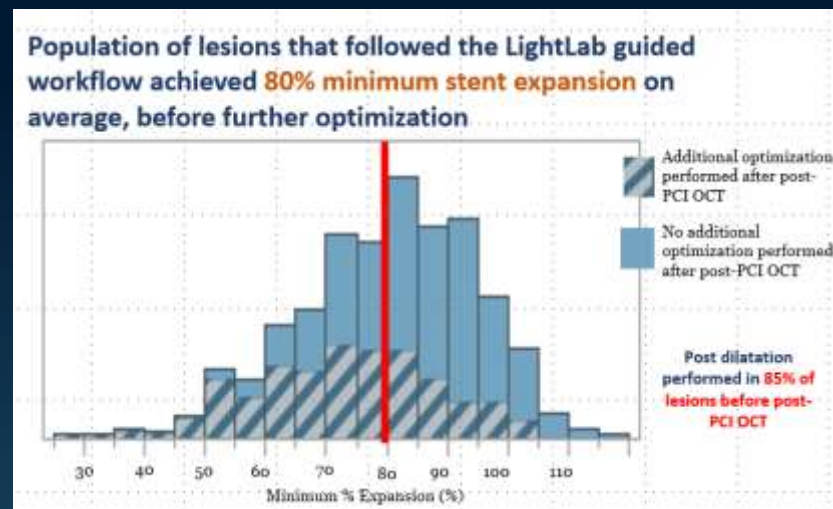 Population of lesions that followed the LightLab guided
workflow achieved 80% minimum stent expansion on
average, before further optimization
Additional optimization
performed after post-
PCI OCT
No additional
optimization performed
after post-PCI OCT
Post dilatation
performed in 85% of
lesions before post-
PCI OCT
30 40 50 60 70 80 90 100 110
Minimum % Expansion (%)